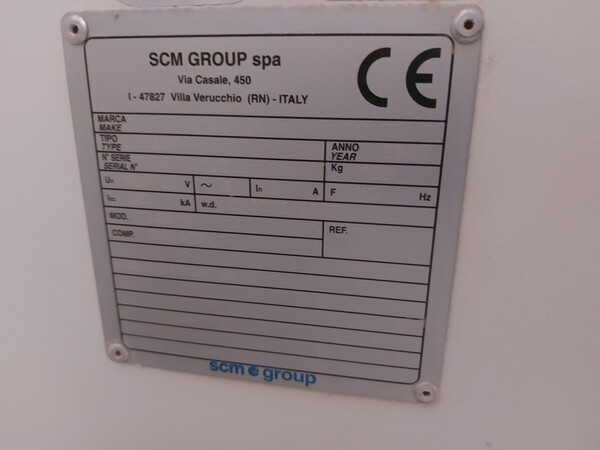 SCM GROUP spa
Via Casale, 450
I - 47827 Villa Verucchio (RN) - ITALY
CE
MARCA
MAKE
TIPO
TYPE
ANNO
YEAR
N° SERIE
SERIAL N°
Kg
Un V ~ In A F Hz
Icc kA w.d.
MOD.
COMP. REF.
scm group